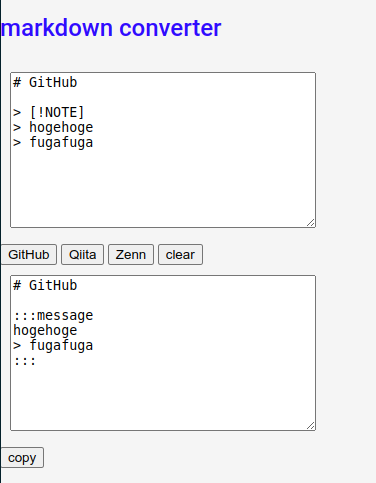 markdown converter
# GitHub
> [!NOTE]
> hogehoge
> fugafuga
GitHub Qiita Zenn clear
# GitHub
:::message
hogehoge
> fugafuga
:::
copy